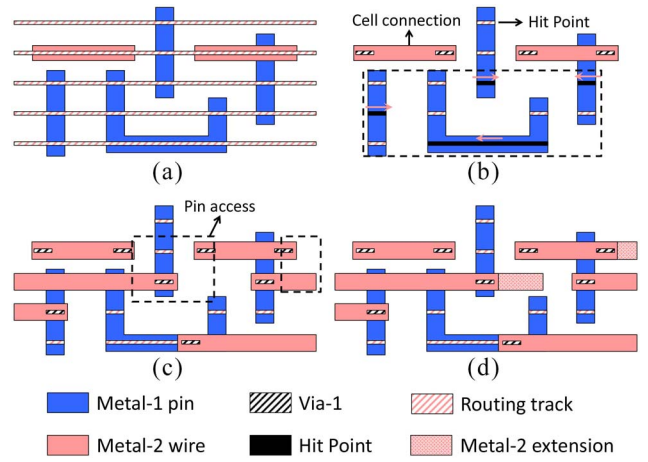 Cell connection
Hit Point
(a)
(b)
Pin access
(c)
(d)
Metal-1 pin
Via-1
Routing track
Metal-2 wire
Hit Point
Metal-2 extension